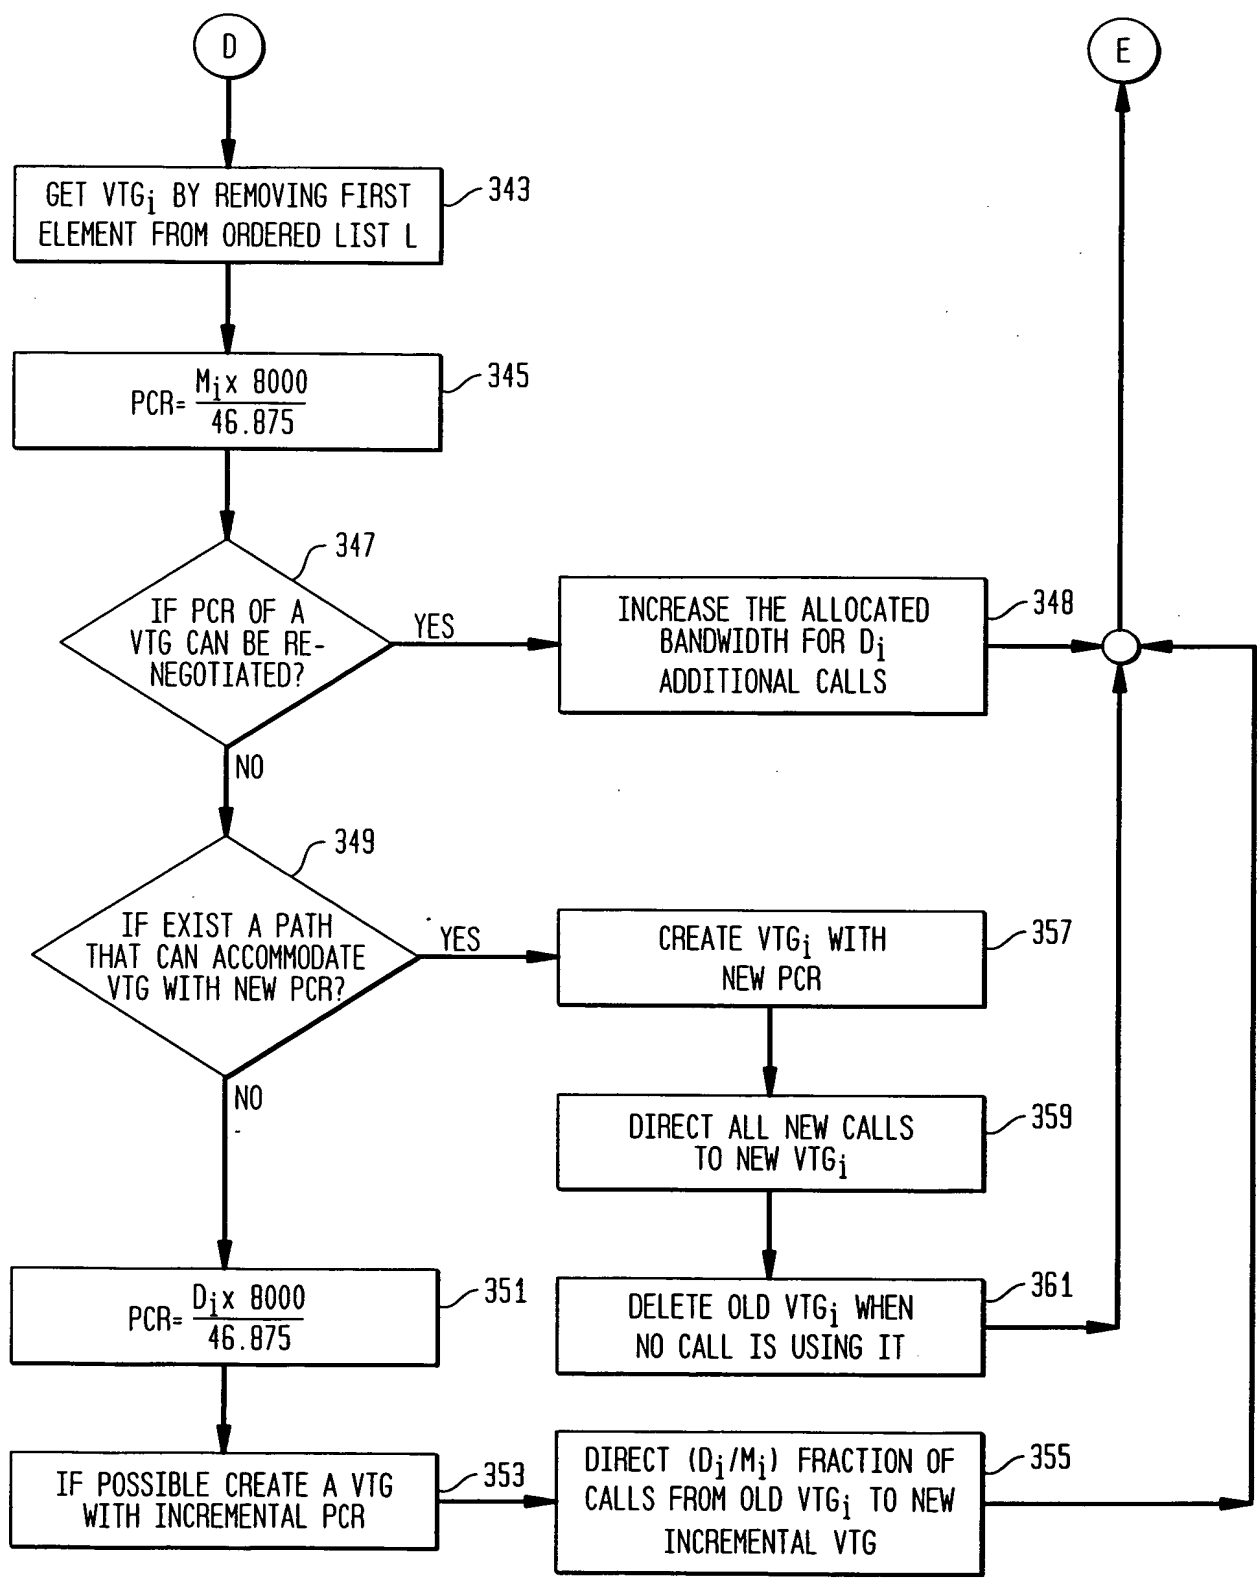 D
E
GET VTGi BY REMOVING FIRST
ELEMENT FROM ORDERED LIST L
343
PCR= Mi x 8000
46.875
345
347
IF PCR OF A
VTG CAN BE RE-
NEGOTIATED?
YES
NO
INCREASE THE ALLOCATED
BANDWIDTH FOR Di
ADDITIONAL CALLS
348
349
IF EXIST A PATH
THAT CAN ACCOMMODATE
VTG WITH NEW PCR?
YES
NO
CREATE VTGi WITH
NEW PCR
357
DIRECT ALL NEW CALLS
TO NEW VTGi
359
DELETE OLD VTGi WHEN
NO CALL IS USING IT
361
PCR= Di x 8000
46.875
351
IF POSSIBLE CREATE A VTG
WITH INCREMENTAL PCR
353
DIRECT (Di/Mi) FRACTION OF
CALLS FROM OLD VTGi TO NEW
INCREMENTAL VTG
355